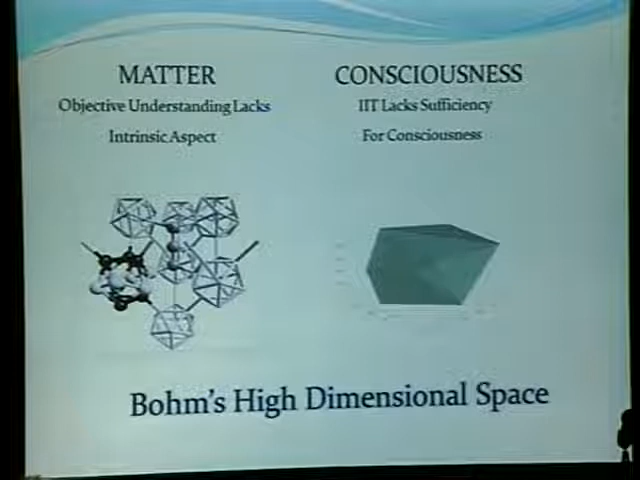 MATTER
Objective Understanding Lacks
Intrinsic Aspect
CONSCIOUSNESS
IIT Lacks Sufficiency
For Consciousness
Bohm's High Dimensional Space